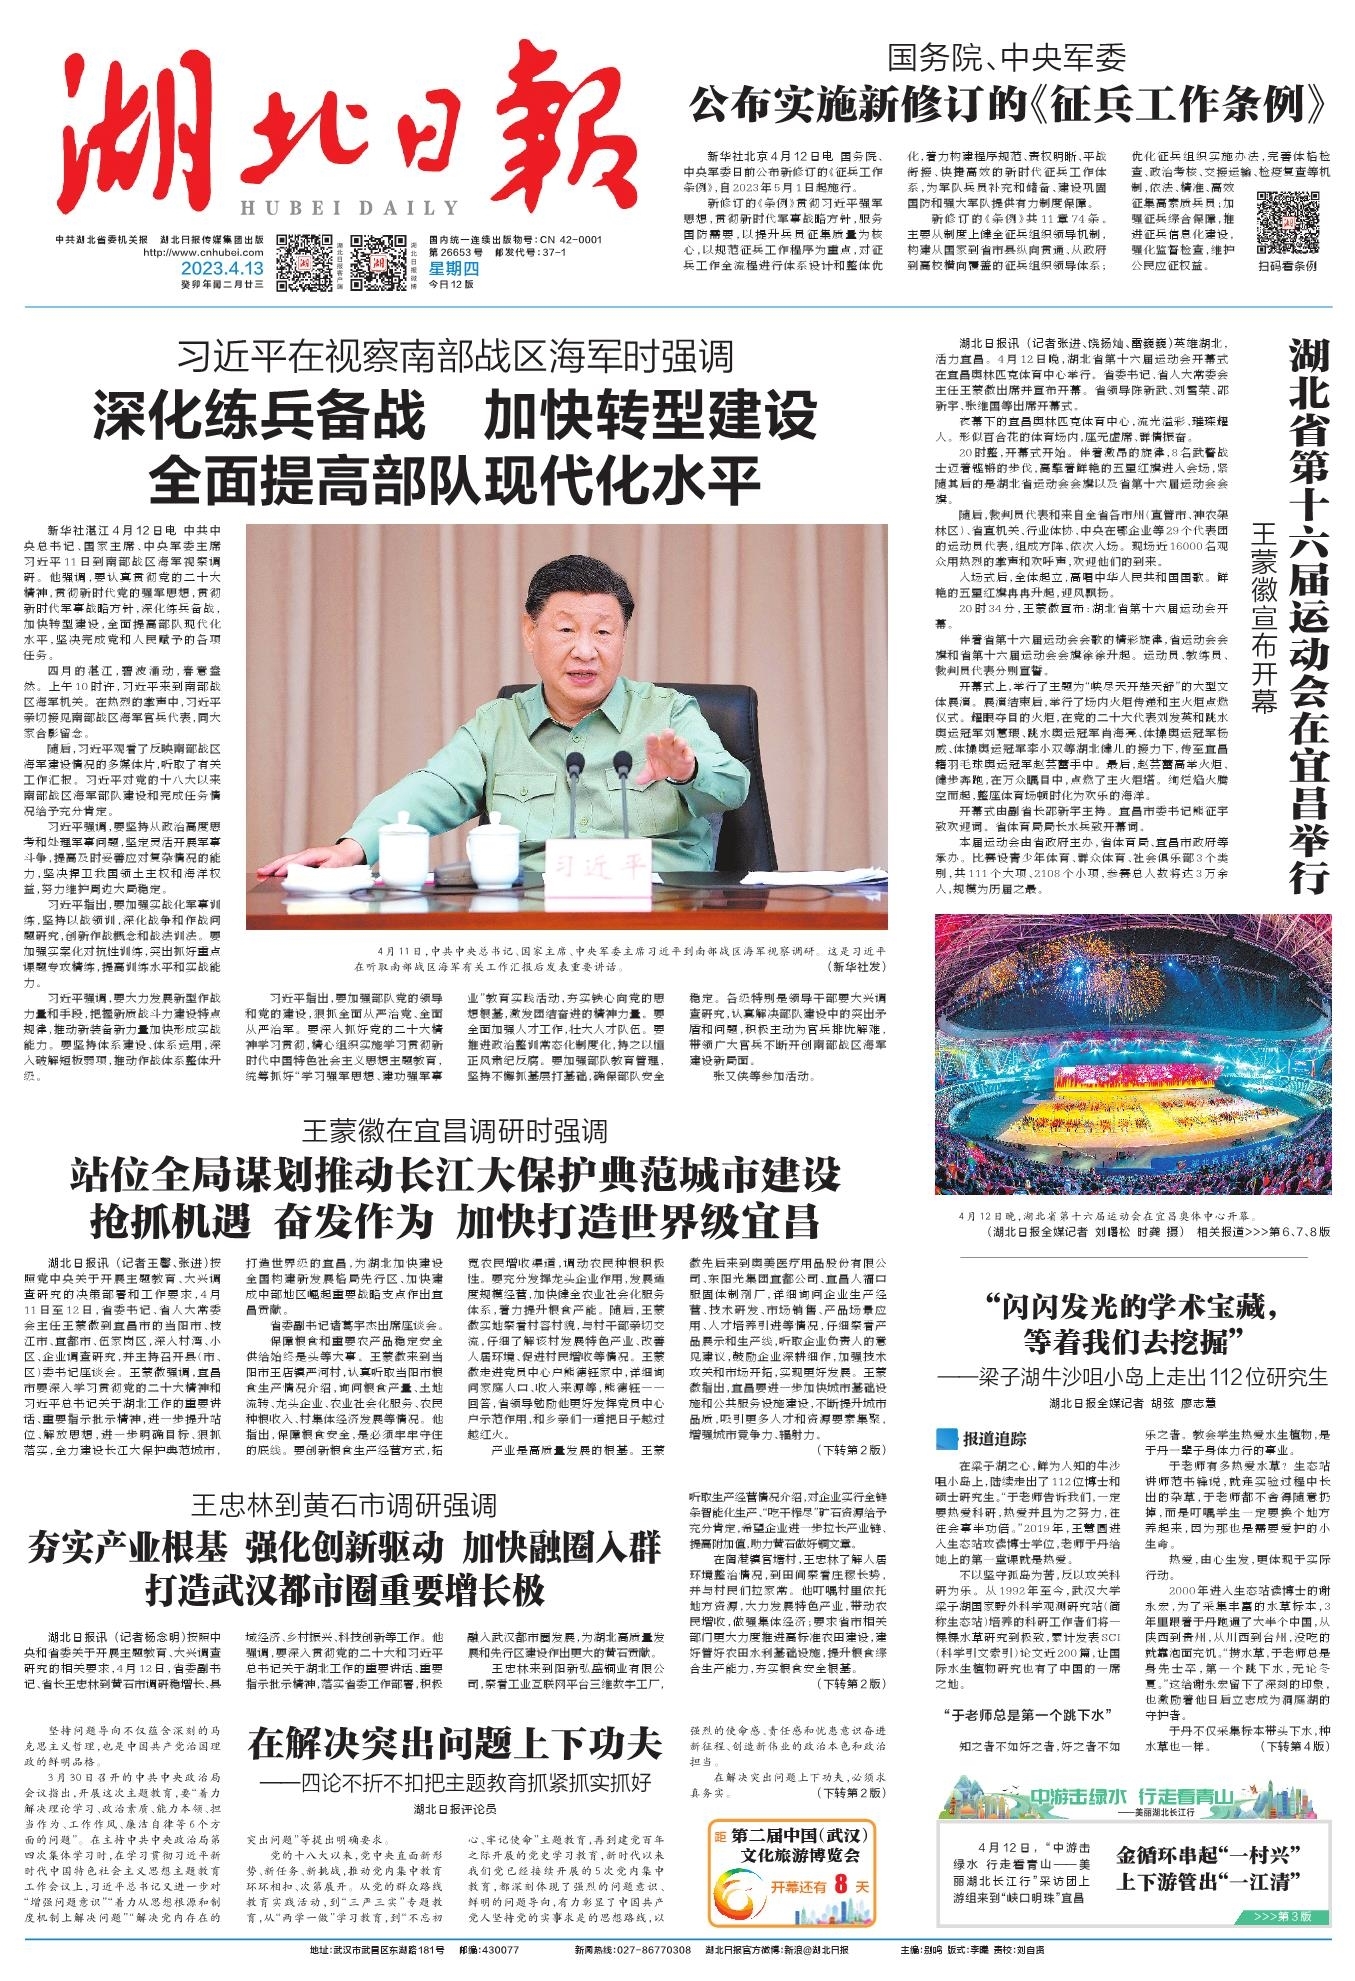 湖北日报
HUBEI DAILY
中共湖北省委机关报 湖北日报传媒集团出版
http://www.cnhubei.com
2023.4.13
癸卯年闰二月廿三
湖北日报客户端
湖北日报微博
国内统一连续出版物号:CN 42-0001
第26653号 邮发代号:37-1
星期四
今日12版
国务院、中央军委
公布实施新修订的《征兵工作条例》
新华社北京4月12日电 国务院、
中央军委日前公布新修订的《征兵工作
条例》,自2023年5月1日起施行。
新修订的《条例》贯彻习近平强军
思想,贯彻新时代军事战略方针,服务
国防需要,以提升兵员征集质量为核
心,以规范征兵工作程序为重点,对征
兵工作全流程进行体系设计和整体优
化,着力构建程序规范、责权明晰、平战
衔接、快捷高效的新时代征兵工作体
系,为军队兵员补充和储备、建设巩固
国防和强大军队提供有力制度保障。
新修订的《条例》共11章74条。
主要从制度上健全征兵组织领导机制,
构建从国家到省市县纵向贯通、从政府
到高校横向覆盖的征兵组织领导体系;
优化征兵组织实施办法,完善体格检
查、政治考核、交接运输、检疫复查等机
制,依法、精准、高效
征集高素质兵员;加
强征兵综合保障,推
进征兵信息化建设,
强化监督检查,维护
公民应征权益。
扫码看条例
习近平在视察南部战区海军时强调
深化练兵备战 加快转型建设
全面提高部队现代化水平
新华社湛江4月12日电 中共中
央总书记、国家主席、中央军委主席
习近平11日到南部战区海军视察调
研。他强调,要认真贯彻党的二十大
精神,贯彻新时代党的强军思想,贯彻
新时代军事战略方针,深化练兵备战,
加快转型建设,全面提高部队现代化
水平,坚决完成党和人民赋予的各项
任务。
四月的湛江,碧波涌动,春意盎
然。上午10时许,习近平来到南部战
区海军机关。在热烈的掌声中,习近平
亲切接见南部战区海军官兵代表,同大
家合影留念。
随后,习近平观看了反映南部战区
海军建设情况的多媒体片,听取了有关
工作汇报。习近平对党的十八大以来
南部战区海军部队建设和完成任务情
况给予充分肯定。
习近平强调,要坚持从政治高度思
考和处理军事问题,坚定灵活开展军事
斗争,提高及时妥善应对复杂情况的能
力,坚决捍卫我国领土主权和海洋权
益,努力维护周边大局稳定。
习近平指出,要加强实战化军事训
练,坚持以战领训,深化战争和作战问
题研究,创新作战概念和战法训法。要
加强实案化对抗性训练,突出抓好重点
课题专攻精练,提高训练水平和实战能
力。
习近平强调,要大力发展新型作战
力量和手段,把握新质战斗力建设特点
规律,推动新装备新力量加快形成实战
能力。要坚持体系建设、体系运用,深
入破解短板弱项,推动作战体系整体升
级。
习近平
4月11日,中共中央总书记、国家主席、中央军委主席习近平到南部战区海军视察调研。这是习近平
在听取南部战区海军有关工作汇报后发表重要讲话。 (新华社发)
习近平指出,要加强部队党的领导
和党的建设,狠抓全面从严治党、全面
从严治军。要深入抓好党的二十大精
神学习贯彻,精心组织实施学习贯彻新
时代中国特色社会主义思想主题教育,
统筹抓好“学习强军思想、建功强军事
业”教育实践活动,夯实铁心向党的思
想根基,激发团结奋进的精神力量。要
全面加强人才工作,壮大人才队伍。要
推进政治整训常态化制度化,持之以恒
正风肃纪反腐。要加强部队教育管理,
坚持不懈抓基层打基础,确保部队安全
稳定。各级特别是领导干部要大兴调
查研究,认真解决部队建设中的突出矛
盾和问题,积极主动为官兵排忧解难,
带领广大官兵不断开创南部战区海军
建设新局面。
张又侠等参加活动。
湖北省第十六届运动会在宜昌举行
王蒙徽宣布开幕
湖北日报讯(记者张进、饶扬灿、雷巍巍)英雄湖北,
活力宜昌。4月12日晚,湖北省第十六届运动会开幕式
在宜昌奥林匹克体育中心举行。省委书记、省人大常委会
主任王蒙徽出席并宣布开幕。省领导陈新武、刘雪荣、邵
新宇、张维国等出席开幕式。
夜幕下的宜昌奥林匹克体育中心,流光溢彩,璀璨耀
人。形似百合花的体育场内,座无虚席、群情振奋。
20时整,开幕式开始。伴着激昂的旋律,8名武警战
士迈着铿锵的步伐,高擎着鲜艳的五星红旗进入会场,紧
随其后的是湖北省运动会会旗以及省第十六届运动会会
旗。
随后,裁判员代表和来自全省各市州(直管市、神农架
林区)、省直机关、行业体协、中央在鄂企业等29个代表团
的运动员代表,组成方阵、依次入场。现场近16000名观
众用热烈的掌声和欢呼声,欢迎他们的到来。
入场式后,全体起立,高唱中华人民共和国国歌。鲜
艳的五星红旗冉冉升起,迎风飘扬。
20时34分,王蒙徽宣布:湖北省第十六届运动会开
幕。
伴着省第十六届运动会会歌的精彩旋律,省运动会会
旗和省第十六届运动会会旗徐徐升起。运动员、教练员、
裁判员代表分别宣誓。
开幕式上,举行了主题为“峡尽天开楚天舒”的大型文
体展演。展演结束后,举行了场内火炬传递和主火炬点燃
仪式。耀眼夺目的火炬,在党的二十大代表刘发英和跳水
奥运冠军刘蕙瑕、跳水奥运冠军肖海亮、体操奥运冠军杨
威、体操奥运冠军李小双等湖北健儿的接力下,传至宜昌
籍羽毛球奥运冠军赵芸蕾手中。最后,赵芸蕾高举火炬、
健步奔跑,在万众瞩目中,点燃了主火炬塔。绚烂焰火腾
空而起,整座体育场顿时化为欢乐的海洋。
开幕式由副省长邵新宇主持。宜昌市委书记熊征宇
致欢迎词。省体育局局长水兵致开幕词。
本届运动会由省政府主办,省体育局、宜昌市政府等
承办。比赛设青少年体育、群众体育、社会俱乐部3个类
别,共111个大项、2108个小项,参赛总人数将达3万余
人,规模为历届之最。
4月12日晚,湖北省第十六届运动会在宜昌奥体中心开幕。
(湖北日报全媒记者 刘曙松 时龚 摄) 相关报道>>>第6、7、8版
王蒙徽在宜昌调研时强调
站位全局谋划推动长江大保护典范城市建设
抢抓机遇 奋发作为 加快打造世界级宜昌
湖北日报讯(记者王馨、张进)按
照党中央关于开展主题教育、大兴调
查研究的决策部署和工作要求,4月
11日至12日,省委书记、省人大常委
会主任王蒙徽到宜昌市的当阳市、枝
江市、宜都市、伍家岗区,深入村湾、小
区、企业调查研究,并主持召开县(市、
区)委书记座谈会。王蒙徽强调,宜昌
市要深入学习贯彻党的二十大精神和
习近平总书记关于湖北工作的重要讲
话、重要指示批示精神,进一步提升站
位、解放思想,进一步明确目标、狠抓
落实,全力建设长江大保护典范城市,
打造世界级的宜昌,为湖北加快建设
全国构建新发展格局先行区、加快建
成中部地区崛起重要战略支点作出宜
昌贡献。
省委副书记诸葛宇杰出席座谈会。
保障粮食和重要农产品稳定安全
供给始终是头等大事。王蒙徽来到当
阳市王店镇芦河村,认真听取当阳市粮
食生产情况介绍,询问粮食产量、土地
流转、龙头企业、农业社会化服务、农民
种粮收入、村集体经济发展等情况。他
指出,保障粮食安全,是必须牢牢守住
的底线。要创新粮食生产经营方式,拓
宽农民增收渠道,调动农民种粮积极
性。要充分发挥龙头企业作用,发展适
度规模经营,加快健全农业社会化服务
体系,着力提升粮食产能。随后,王蒙
徽实地察看村容村貌,与村干部亲切交
流,仔细了解该村发展特色产业、改善
人居环境、促进村民增收等情况。王蒙
徽走进党员中心户熊德钰家中,详细询
问家庭人口、收入来源等,熊德钰一一
回答,省领导勉励他更好发挥党员中心
户示范作用,和乡亲们一道把日子越过
越红火。
产业是高质量发展的根基。王蒙
徽先后来到奥美医疗用品股份有限公
司、东阳光集团宜都公司、宜昌人福口
服固体制剂厂,详细询问企业生产经
营、技术研发、市场销售、产品场景应
用、人才培养引进等情况,仔细察看产
品展示和生产线,听取企业负责人的意
见建议,鼓励企业深耕细作,加强技术
攻关和市场开拓,实现更好发展。王蒙
徽指出,宜昌要进一步加快城市基础设
施和公共服务设施建设,不断提升城市
品质,吸引更多人才和资源要素集聚,
增强城市竞争力、辐射力。
(下转第2版)
王忠林到黄石市调研强调
夯实产业根基 强化创新驱动 加快融圈入群
打造武汉都市圈重要增长极
湖北日报讯(记者杨念明)按照中
央和省委关于开展主题教育、大兴调查
研究的相关要求,4月12日,省委副书
记、省长王忠林到黄石市调研稳增长、县
域经济、乡村振兴、科技创新等工作。他
强调,要深入贯彻党的二十大和习近平
总书记关于湖北工作的重要讲话、重要
指示批示精神,落实省委工作部署,积极
融入武汉都市圈发展,为湖北高质量发
展和先行区建设作出更大的黄石贡献。
王忠林来到阳新弘盛铜业有限公
司,察看工业互联网平台三维数字工厂,
听取生产经营情况介绍,对企业实行全链
条智能化生产、“吃干榨尽”矿石资源给予
充分肯定,希望企业进一步拉长产业链、
提高附加值,助力黄石做好铜文章。
在陶港镇官塘村,王忠林了解人居
环境整治情况,到田间察看庄稼长势,
并与村民们拉家常。他叮嘱村里依托
地方资源,大力发展特色产业,带动农
民增收,做强集体经济;要求省市相关
部门更大力度推进高标准农田建设,建
好管好农田水利基础设施,提升粮食综
合生产能力,夯实粮食安全根基。
(下转第2版)
“闪闪发光的学术宝藏,
等着我们去挖掘”
——梁子湖牛沙咀小岛上走出112位研究生
湖北日报全媒记者 胡弦 廖志慧
报道追踪
在梁子湖之心,鲜为人知的牛沙
咀小岛上,陆续走出了112位博士和
硕士研究生。“于老师告诉我们,一定
要热爱科研,热爱并且为之努力,往
往会事半功倍。”2019年,王慧圆进
入生态站攻读博士学位,老师于丹给
她上的第一堂课就是热爱。
不以坚守孤岛为苦,反以攻关科
研为乐。从1992年至今,武汉大学
梁子湖国家野外科学观测研究站(简
称生态站)培养的科研工作者们将一
棵棵水草研究到极致,累计发表SCI
(科学引文索引)论文近200篇,让国
际水生植物研究也有了中国的一席
之地。
“于老师总是第一个跳下水”
知之者不如好之者,好之者不如
乐之者。教会学生热爱水生植物,是
于丹一辈子身体力行的事业。
于老师有多热爱水草?生态站
讲师范书锋说,就连实验过程中长
出的杂草,于老师都不舍得随意扔
掉,而是叮嘱学生一定要换个地方
养起来,因为那也是需要爱护的小
生命。
热爱,由心生发,更体现于实际
行动。
2000年进入生态站读博士的谢
永宏,为了采集丰富的水草标本,3
年里跟着于丹跑遍了大半个中国,从
陕西到贵州,从川西到台州,没吃的
就靠泡面充饥。“捞水草,于老师总是
身先士卒,第一个跳下水,无论冬
夏。”这给谢永宏留下了深刻的印象,
也激励着他日后立志成为洞庭湖的
守护者。
于丹不仅采集标本带头下水,种
水草也一样。 (下转第4版)
在解决突出问题上下功夫
——四论不折不扣把主题教育抓紧抓实抓好
湖北日报评论员
坚持问题导向不仅蕴含深刻的马
克思主义哲理,也是中国共产党治国理
政的鲜明品格。
3月30日召开的中共中央政治局
会议指出,开展这次主题教育,要“着力
解决理论学习、政治素质、能力本领、担
当作为、工作作风、廉洁自律等6个方
面的问题”。在主持中共中央政治局第
四次集体学习时,在学习贯彻习近平新
时代中国特色社会主义思想主题教育
工作会议上,习近平总书记又进一步对
“增强问题意识”“着力从思想根源和制
度机制上解决问题”“解决党内存在的
突出问题”等提出明确要求。
党的十八大以来,党中央直面新形
势、新任务、新挑战,推动党内集中教育
环环相扣、次第展开。从党的群众路线
教育实践活动,到“三严三实”专题教
育,从“两学一做”学习教育,到“不忘初
心、牢记使命”主题教育,再到建党百年
之际开展的党史学习教育,新时代以来
我们党已经接续开展的5次党内集中
教育,都深刻体现了强烈的问题意识、
鲜明的问题导向,有力彰显了中国共产
党人坚持党的实事求是的思想路线,以
强烈的使命感、责任感和忧患意识奋进
新征程、创造新伟业的政治本色和政治
担当。
在解决突出问题上下功夫,必须求
真务实。 (下转第2版)
距 第二届中国(武汉)
文化旅游博览会
开幕还有 8 天
中游击绿水 行走看青山
——美丽湖北长江行
4月12日,“中游击
绿水 行走看青山——美
丽湖北长江行”采访团上
游组来到“峡口明珠”宜昌
金循环串起“一村兴”
上下游管出“一江清”
>>>第3版
地址:武汉市武昌区东湖路181号 邮编:430077 新闻热线:027-86770308 湖北日报官方微博:新浪@湖北日报 主编:别鸣 版式:李曦 责校:刘自贤